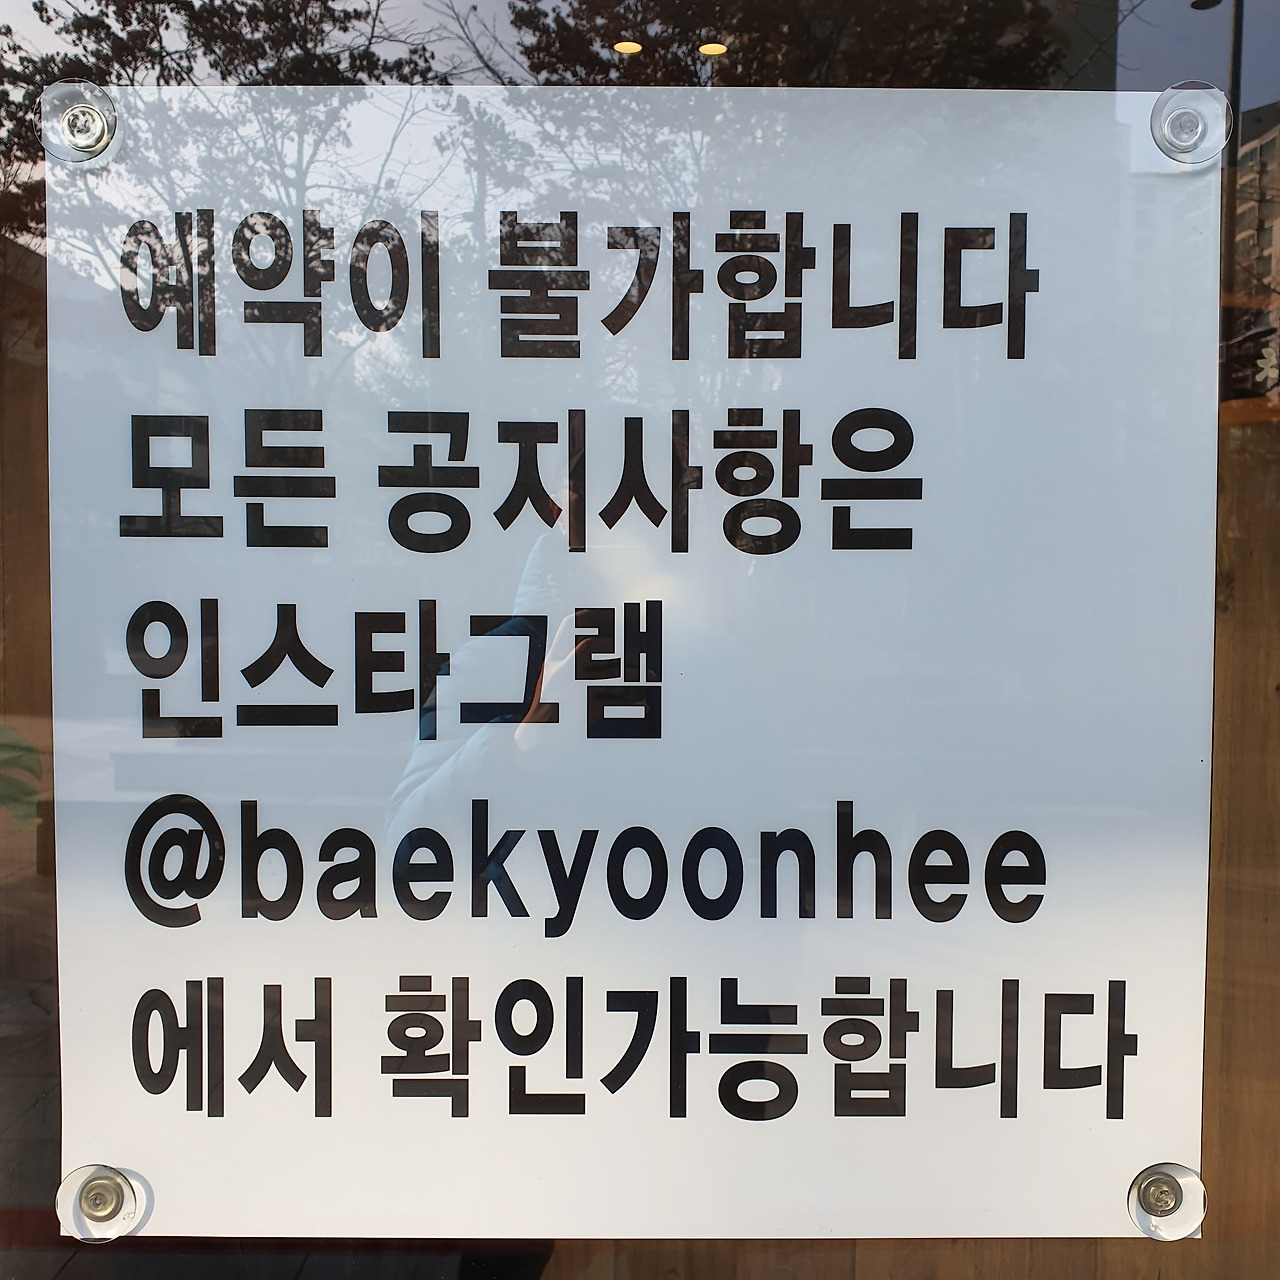 예약이 불가합니다
모든 공지사항은
인스타그램
@baekyoonhee
에서 확인가능합니다